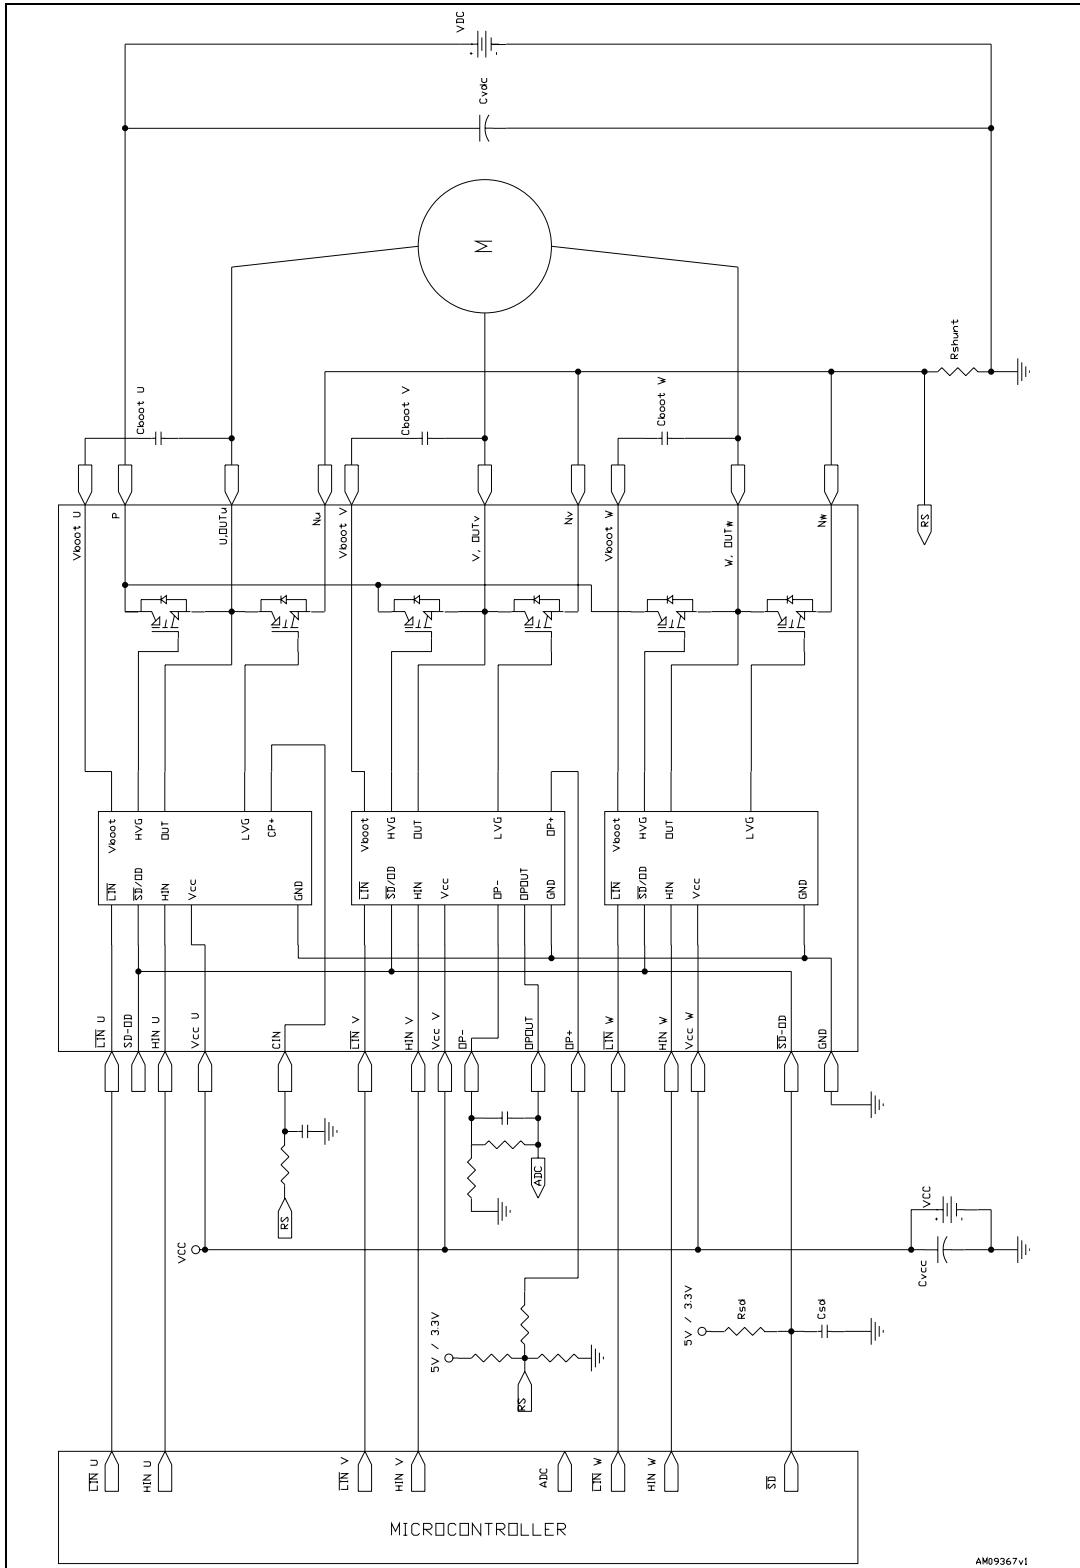 VDC
Cvdc
M
Rshunt
Cboot U
Cboot V
Cboot W
Vboot U
P
U,OUTu
Nu
Vboot V
V, OUTv
Nv
Vboot W
W, OUTw
Nw
RS
Vboot
HVG
OUT
LVG
CP+
LIN
SD/OD
HIN
Vcc
GND
Vboot
HVG
OUT
LVG
OP+
LIN
SD/OD
HIN
Vcc
OP-
OPOUT
GND
Vboot
HVG
OUT
LVG
LIN
SD/OD
HIN
Vcc
GND
LIN U
SD-OD
HIN U
Vcc U
CIN
LIN V
HIN V
Vcc V
OP-
OPOUT
OP+
LIN W
HIN W
Vcc W
SD-OD
GND
RS
ADC
VCC
VCC
Cvcc
5V / 3.3V
RS
5V / 3.3V
Rsd
Csd
LIN U
HIN U
LIN V
HIN V
ADC
LIN W
HIN W
SD
MICROCONTROLLER
AM09367v1